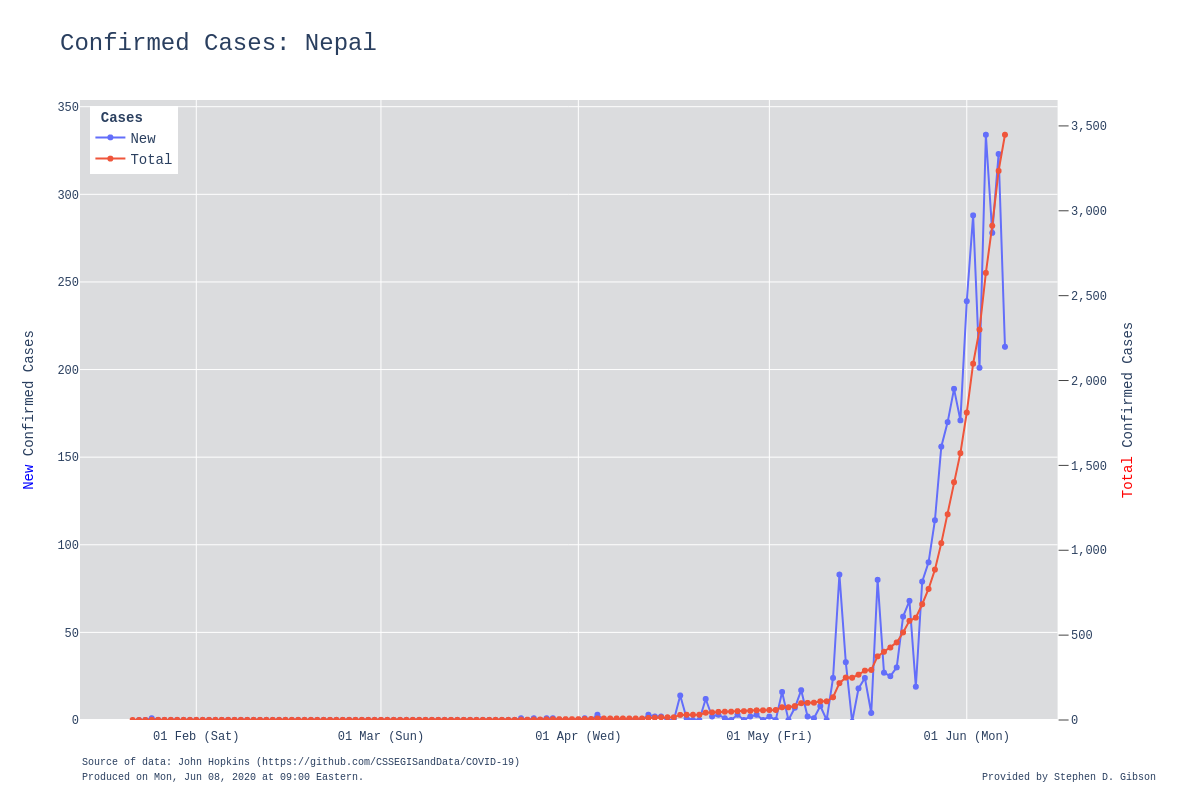 Confirmed Cases: Nepal
Cases
New
Total
350
300
250
200
150
100
50
0
3,500
3,000
2,500
2,000
1,500
1,000
500
0
New Confirmed Cases
Total Confirmed Cases
01 Feb (Sat)
01 Mar (Sun)
01 Apr (Wed)
01 May (Fri)
01 Jun (Mon)
Source of data: John Hopkins (https://github.com/CSSEGISandData/COVID-19)
Produced on Mon, Jun 08, 2020 at 09:00 Eastern.
Provided by Stephen D. Gibson